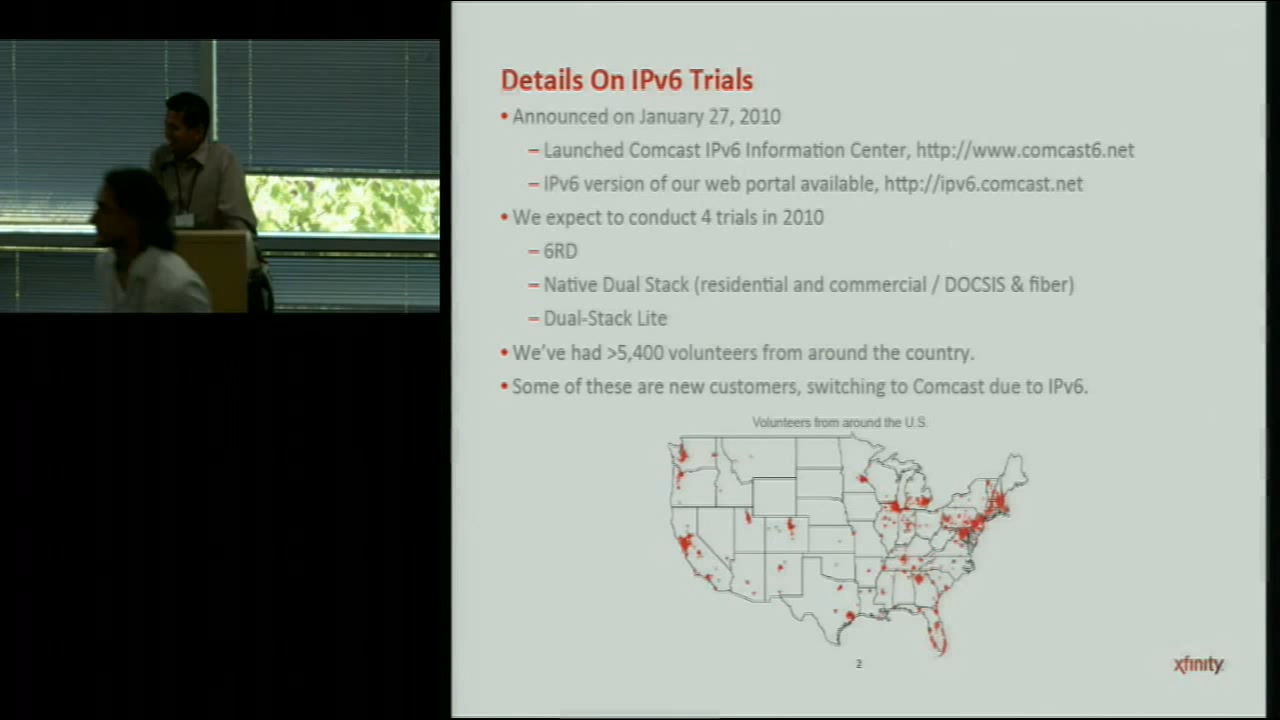 Details On IPv6 Trials
• Announced on January 27, 2010
– Launched Comcast IPv6 Information Center, http://www.comcast6.net
– IPv6 version of our web portal available, http://ipv6.comcast.net
• We expect to conduct 4 trials in 2010
– 6RD
– Native Dual Stack (residential and commercial / DOCSIS & fiber)
– Dual-Stack Lite
• We've had >5,400 volunteers from around the country.
• Some of these are new customers, switching to Comcast due to IPv6.
Volunteers from around the U.S.
2
xfinity